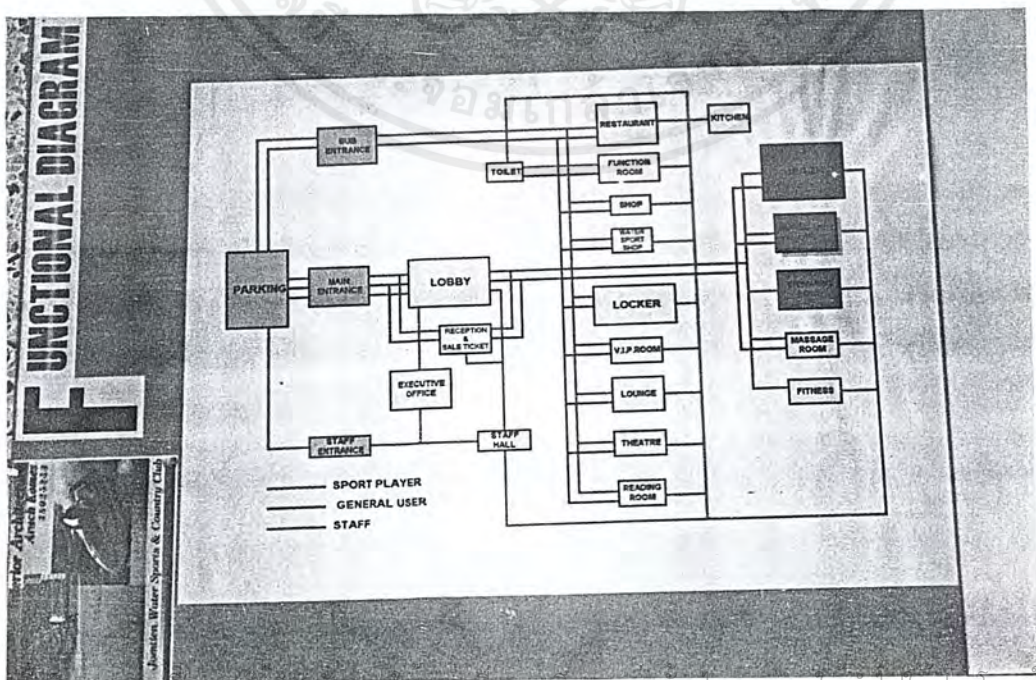 FUNCTIONAL DIAGRAM
SUB
ENTRANCE
RESTAURANT
KITCHEN
TOILET
FUNCTION
ROOM
SHOP
WATER
SPORT
SHOP
PARKING
MAIN
ENTRANCE
LOBBY
LOCKER
RECEPTION
&
SALE TICKET
V.I.P.ROOM
MASSAGE
ROOM
EXECUTIVE
OFFICE
LOUNGE
FITNESS
STAFF
ENTRANCE
STAFF
HALL
THEATRE
READING
ROOM
SPORT PLAYER
GENERAL USER
STAFF
Jomtien Water Sports & Country Club